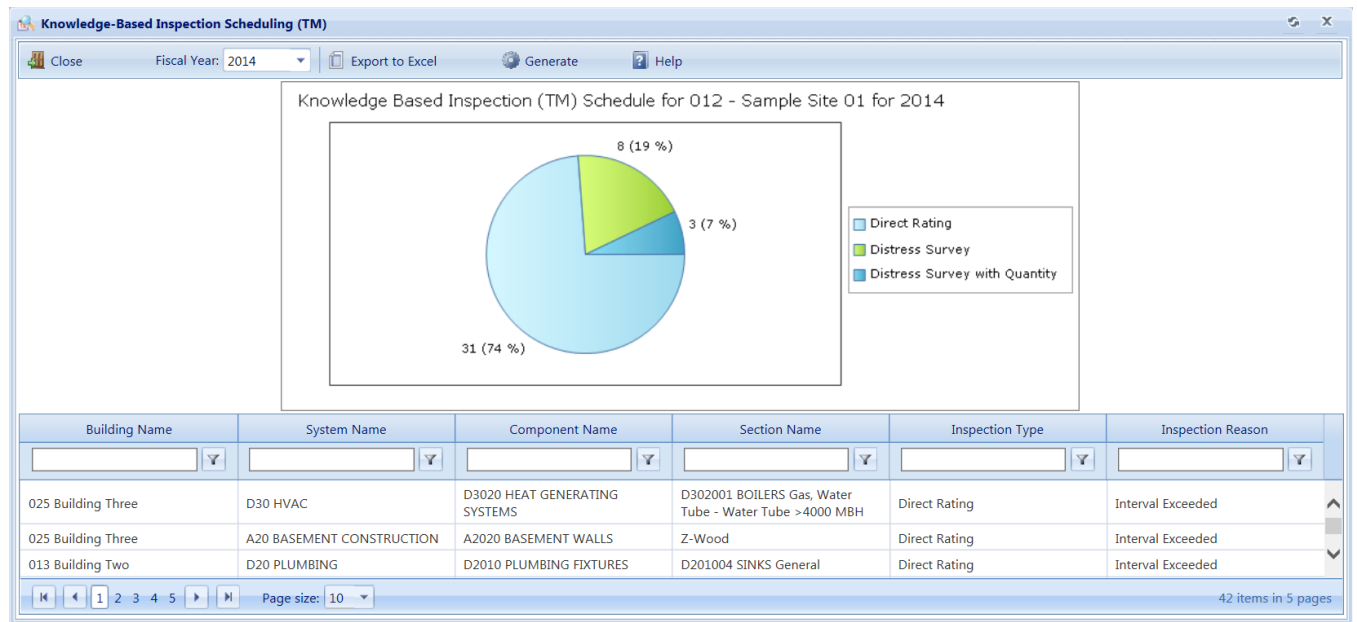 Knowledge-Based Inspection Scheduling (TM)
Close Fiscal Year: 2014 Export to Excel Generate Help
Knowledge Based Inspection (TM) Schedule for 012 - Sample Site 01 for 2014
8 (19 %)
3 (7 %)
31 (74 %)
Direct Rating
Distress Survey
Distress Survey with Quantity
Building Name System Name Component Name Section Name Inspection Type Inspection Reason
025 Building Three D30 HVAC D3020 HEAT GENERATING SYSTEMS D302001 BOILERS Gas, Water Tube - Water Tube >4000 MBH Direct Rating Interval Exceeded
025 Building Three A20 BASEMENT CONSTRUCTION A2020 BASEMENT WALLS Z-Wood Direct Rating Interval Exceeded
013 Building Two D20 PLUMBING D2010 PLUMBING FIXTURES D201004 SINKS General Direct Rating Interval Exceeded
1 2 3 4 5 Page size: 10 42 items in 5 pages